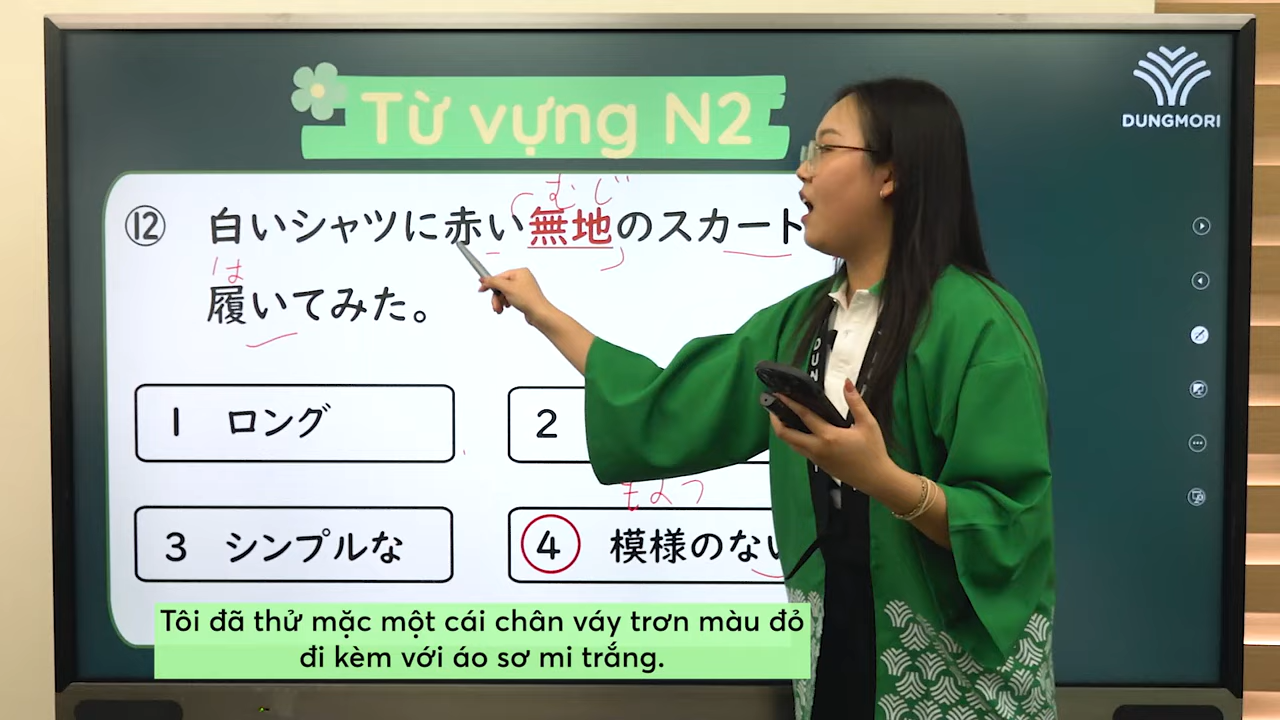 Từ vựng N2
DUNGMORI
むじ
⑫ 白いシャツに赤い無地のスカート
は
履いてみた。
1 ロング
2
もよう
3 シンプルな
4 模様のない
Tôi đã thử mặc một cái chân váy trơn màu đỏ
đi kèm với áo sơ mi trắng.